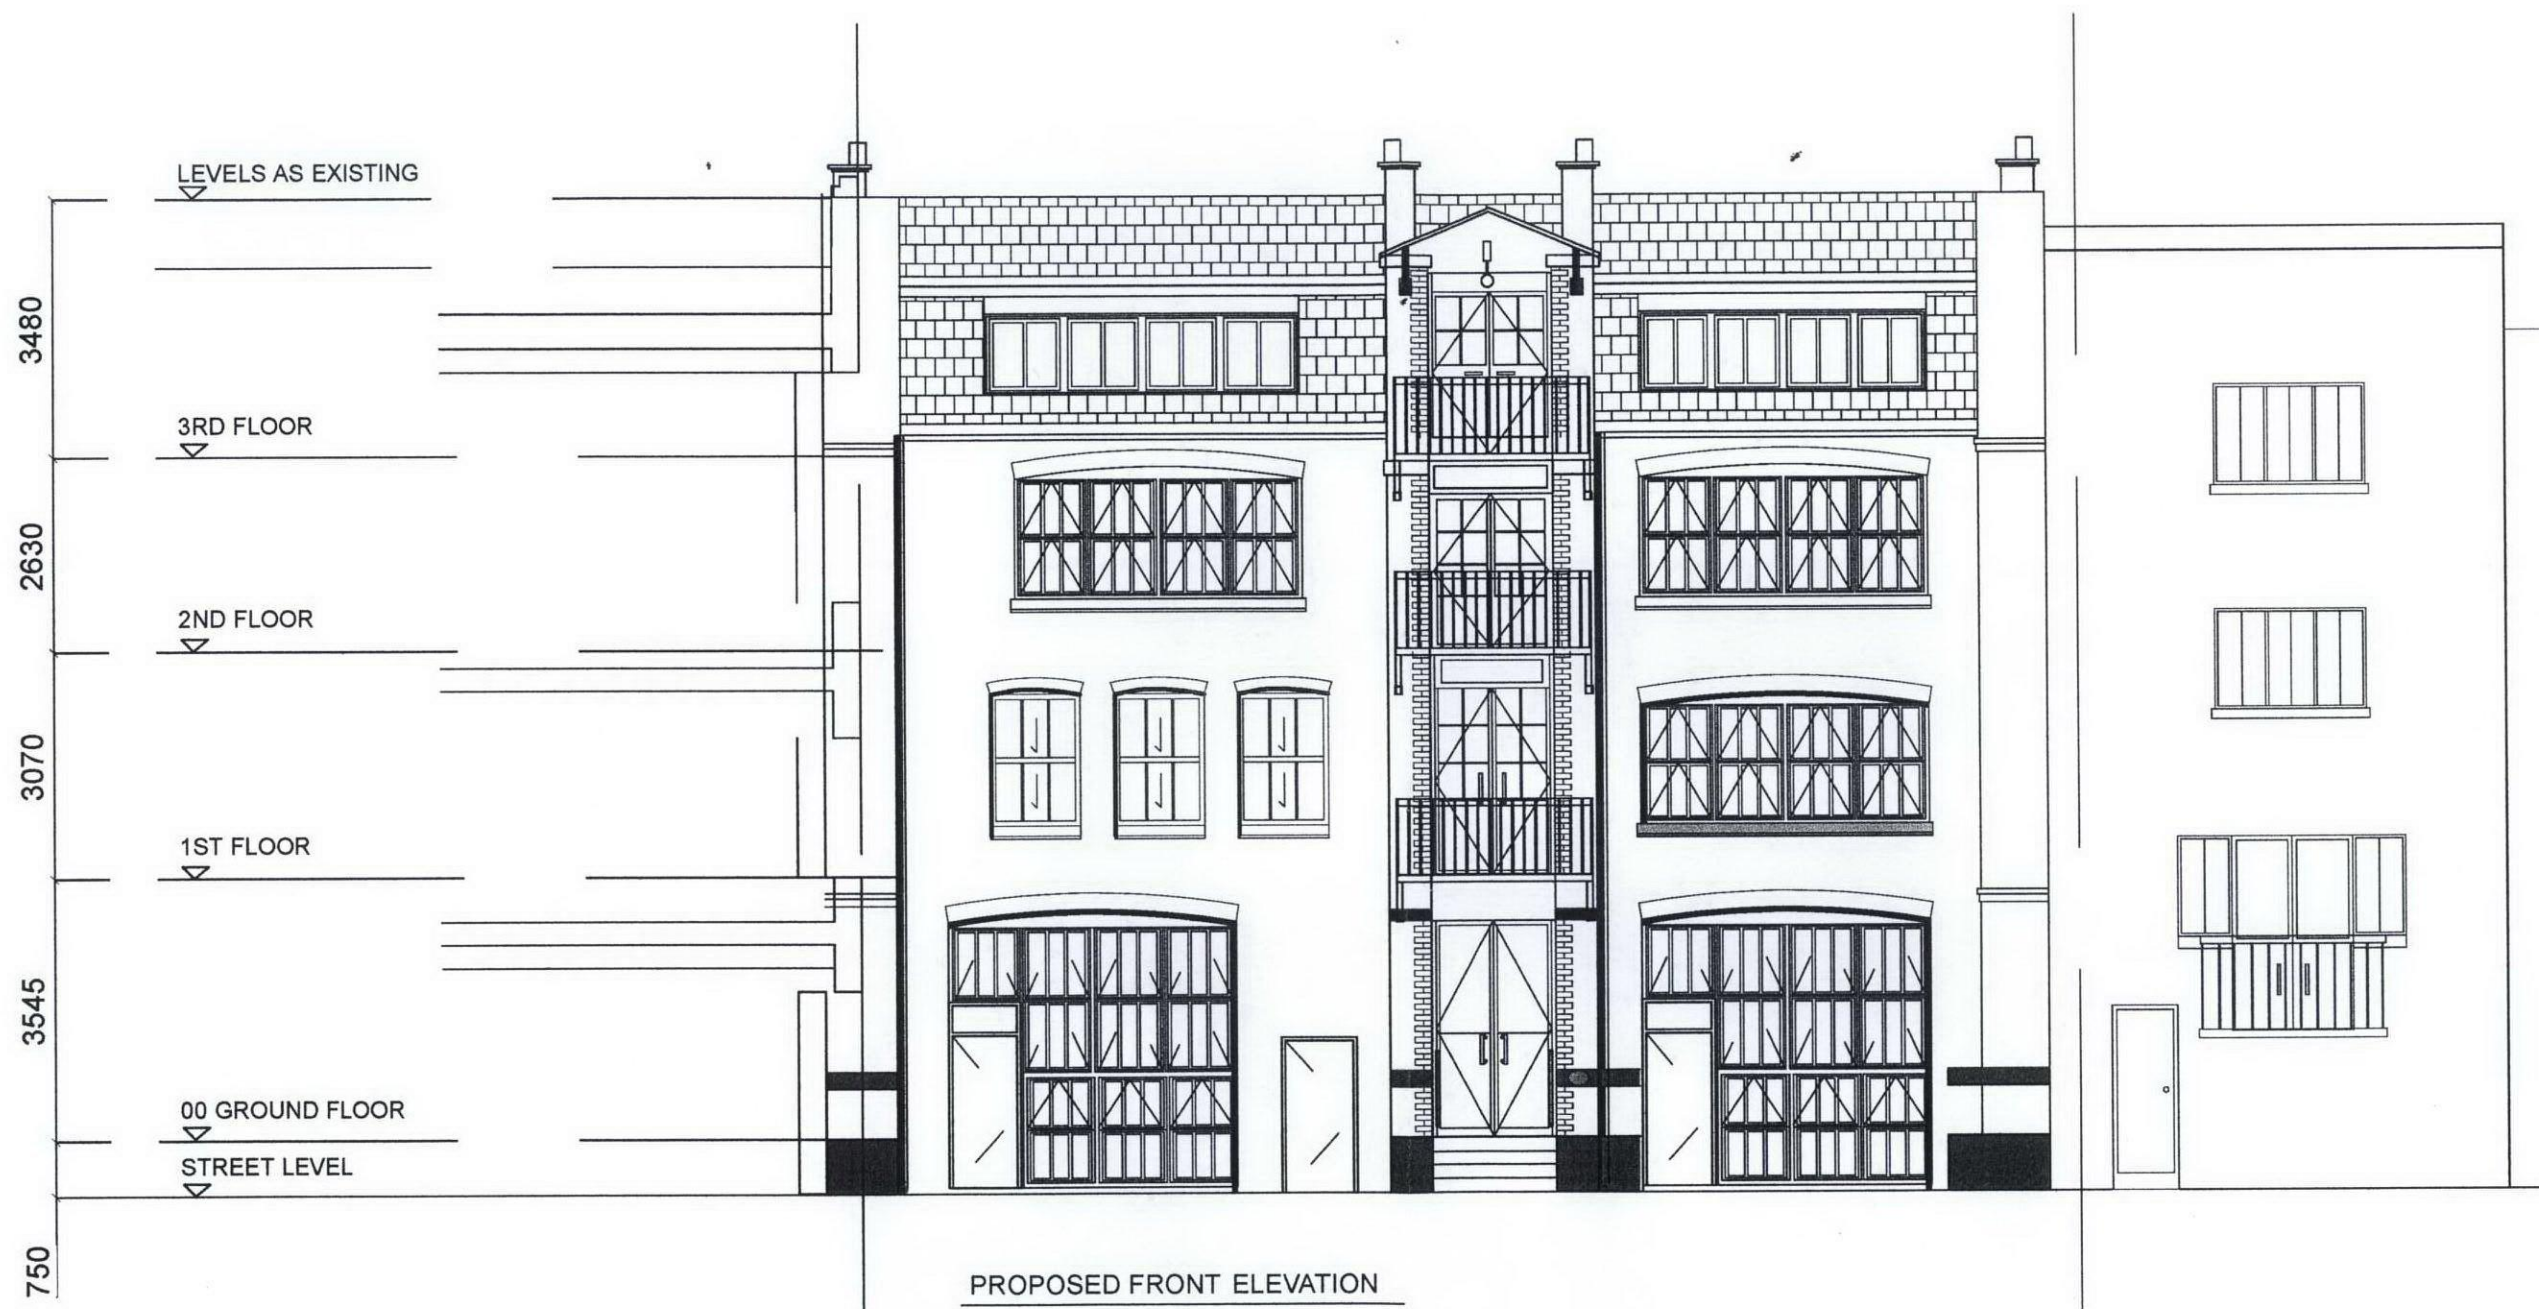 LEVELS AS EXISTING
3480
3RD FLOOR
2630
2ND FLOOR
3070
1ST FLOOR
3545
00 GROUND FLOOR
STREET LEVEL
750
PROPOSED FRONT ELEVATION